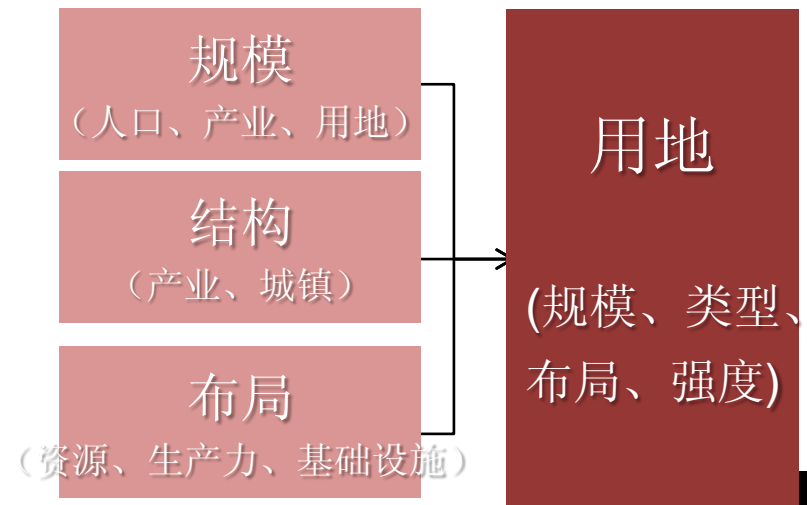 规模
（人口、产业、用地）
结构
（产业、城镇）
布局
（资源、生产力、基础设施）
用地
(规模、类型、
布局、强度)